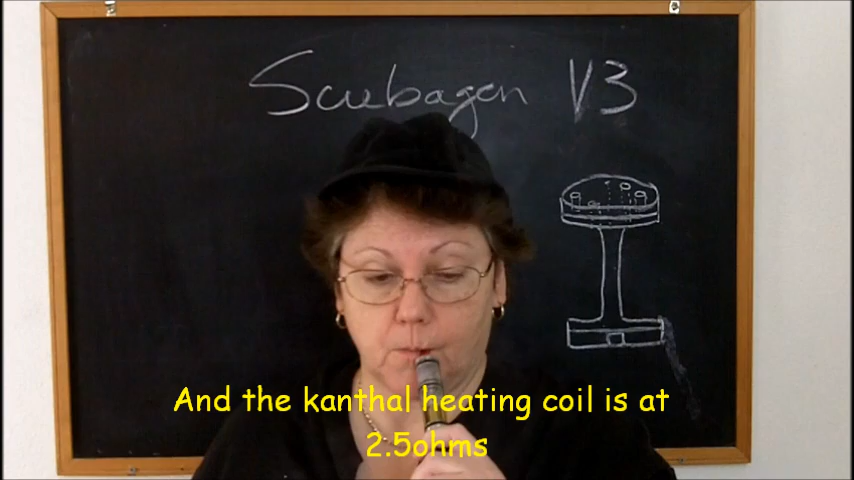 Scubagen V3
And the kanthal heating coil is at
2.5ohms